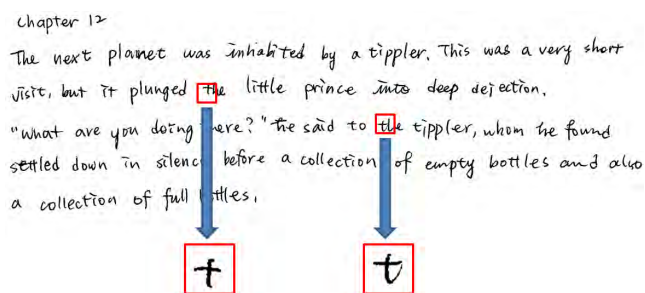 Chapter 12
The next planet was inhabited by a tippler. This was a very short
visit, but it plunged the little prince into deep dejection.
"what are you doing here?" he said to the tippler, whom he found
settled down in silence before a collection of empty bottles and also
a collection of full bottles.
t t